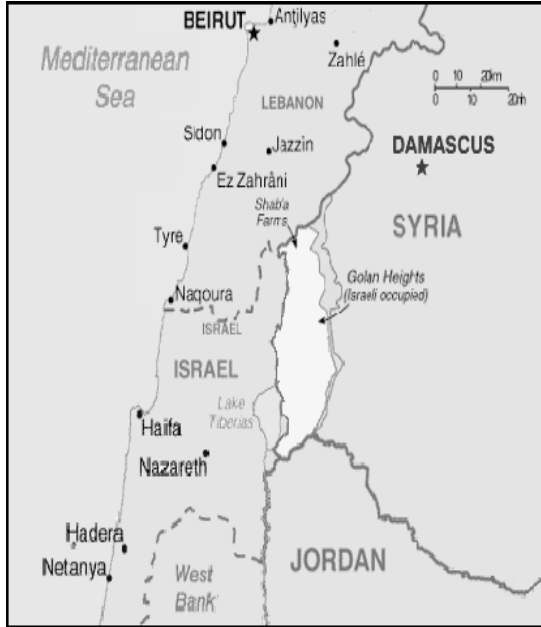 BEIRUT
Anţilyas
Mediterranean
Sea
Zahlé
0 10 20km
0 10 20mi
LEBANON
Sidon
Jazzin
DAMASCUS
Ez Zahrâni
Shab'a
Farms
SYRIA
Tyre
Golan Heights
(Israeli occupied)
Naqoura
ISRAEL
ISRAEL
Lake
Tiberias
Haifa
Nazareth
Hadera
JORDAN
Netanya
West
Bank